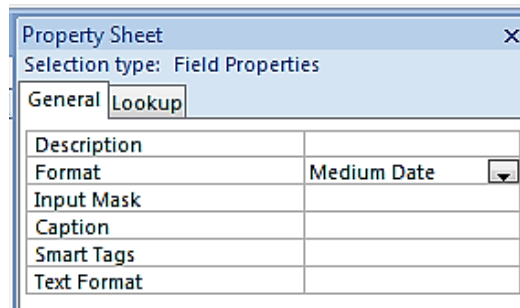 Property Sheet
Selection type: Field Properties
General Lookup
Description
Format Medium Date
Input Mask
Caption
Smart Tags
Text Format